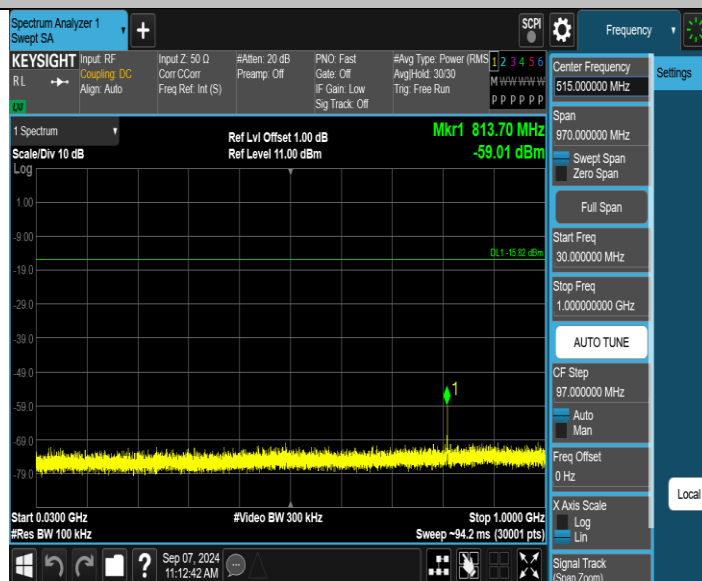 Spectrum Analyzer 1
Swept SA
SCPI
Frequency
KEYSIGHT
RL
Input: RF
Coupling: DC
Align: Auto
Input Z: 50 Ω
Corr CCorr
Freq Ref: Int (S)
#Atten: 20 dB
Preamp: Off
PNO: Fast
Gate: Off
IF Gain: Low
Sig Track: Off
#Avg Type: Power (RMS
Avg|Hold: 30/30
Trig: Free Run
1 2 3 4 5 6
M W W W W W
P P P P P P
LXI
1 Spectrum
Scale/Div 10 dB
Log
Ref Lvl Offset 1.00 dB
Ref Level 11.00 dBm
Mkr1 813.70 MHz
-59.01 dBm
1.00
-9.00
-19.0
-29.0
-39.0
-49.0
-59.0
-69.0
-79.0
DL1 -15.82 dBm
1
Start 0.0300 GHz
#Res BW 100 kHz
#Video BW 300 kHz
Stop 1.0000 GHz
Sweep ~94.2 ms (30001 pts)
Sep 07, 2024
11:12:42 AM
?
Center Frequency
515.000000 MHz
Settings
Span
970.000000 MHz
Swept Span
Zero Span
Full Span
Start Freq
30.000000 MHz
Stop Freq
1.000000000 GHz
AUTO TUNE
CF Step
97.000000 MHz
Auto
Man
Freq Offset
0 Hz
Local
X Axis Scale
Log
Lin
Signal Track
(Span Zoom)